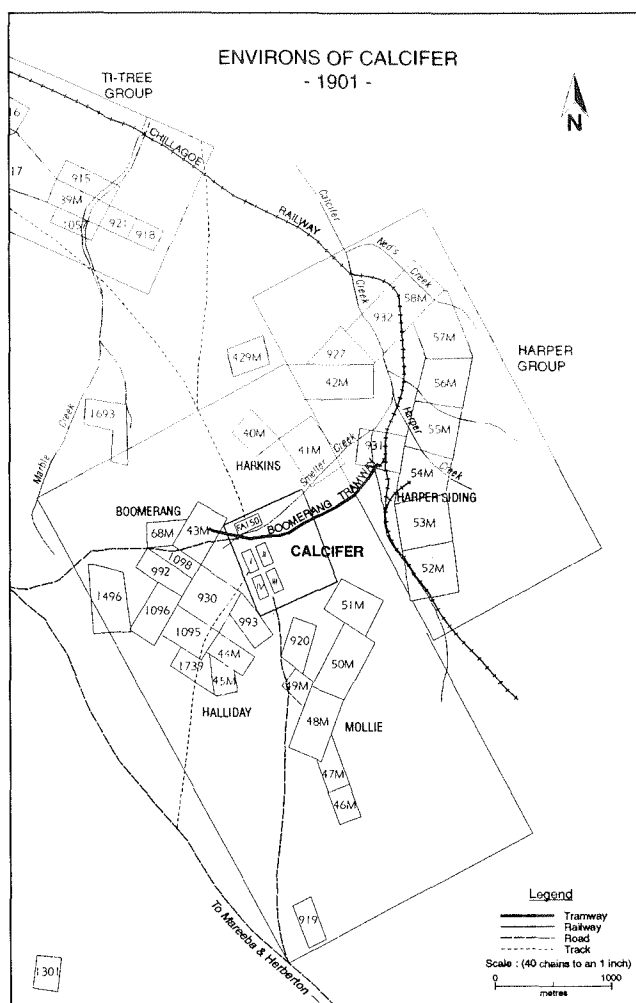 ENVIRONS OF CALCIFER
- 1901 -
TI-TREE
GROUP
N
16
17
CHILLAGOE
RAILWAY
915
39M
1057
921
918
Calcifer
Creek
Ned's
Creek
58M
932
57M
HARPER
GROUP
927
429M
42M
56M
1693
Marble Creek
40M
41M
HARKINS
Smelter Creek
931
55M
Harper
Creek
54M
HARPER SIDING
BOOMERANG
68M
43M
BOOMERANG TRAMWAY
CALCIFER
53M
52M
992
1098
1496
1096
930
993
1095
44M
1739
45M
HALLIDAY
51M
920
50M
49M
48M
MOLLIE
47M
46M
919
To Mareeba & Herberton
1301
Legend
Tramway
Railway
Road
Track
Scale : (40 chains to an 1 inch)
0 1000
metres